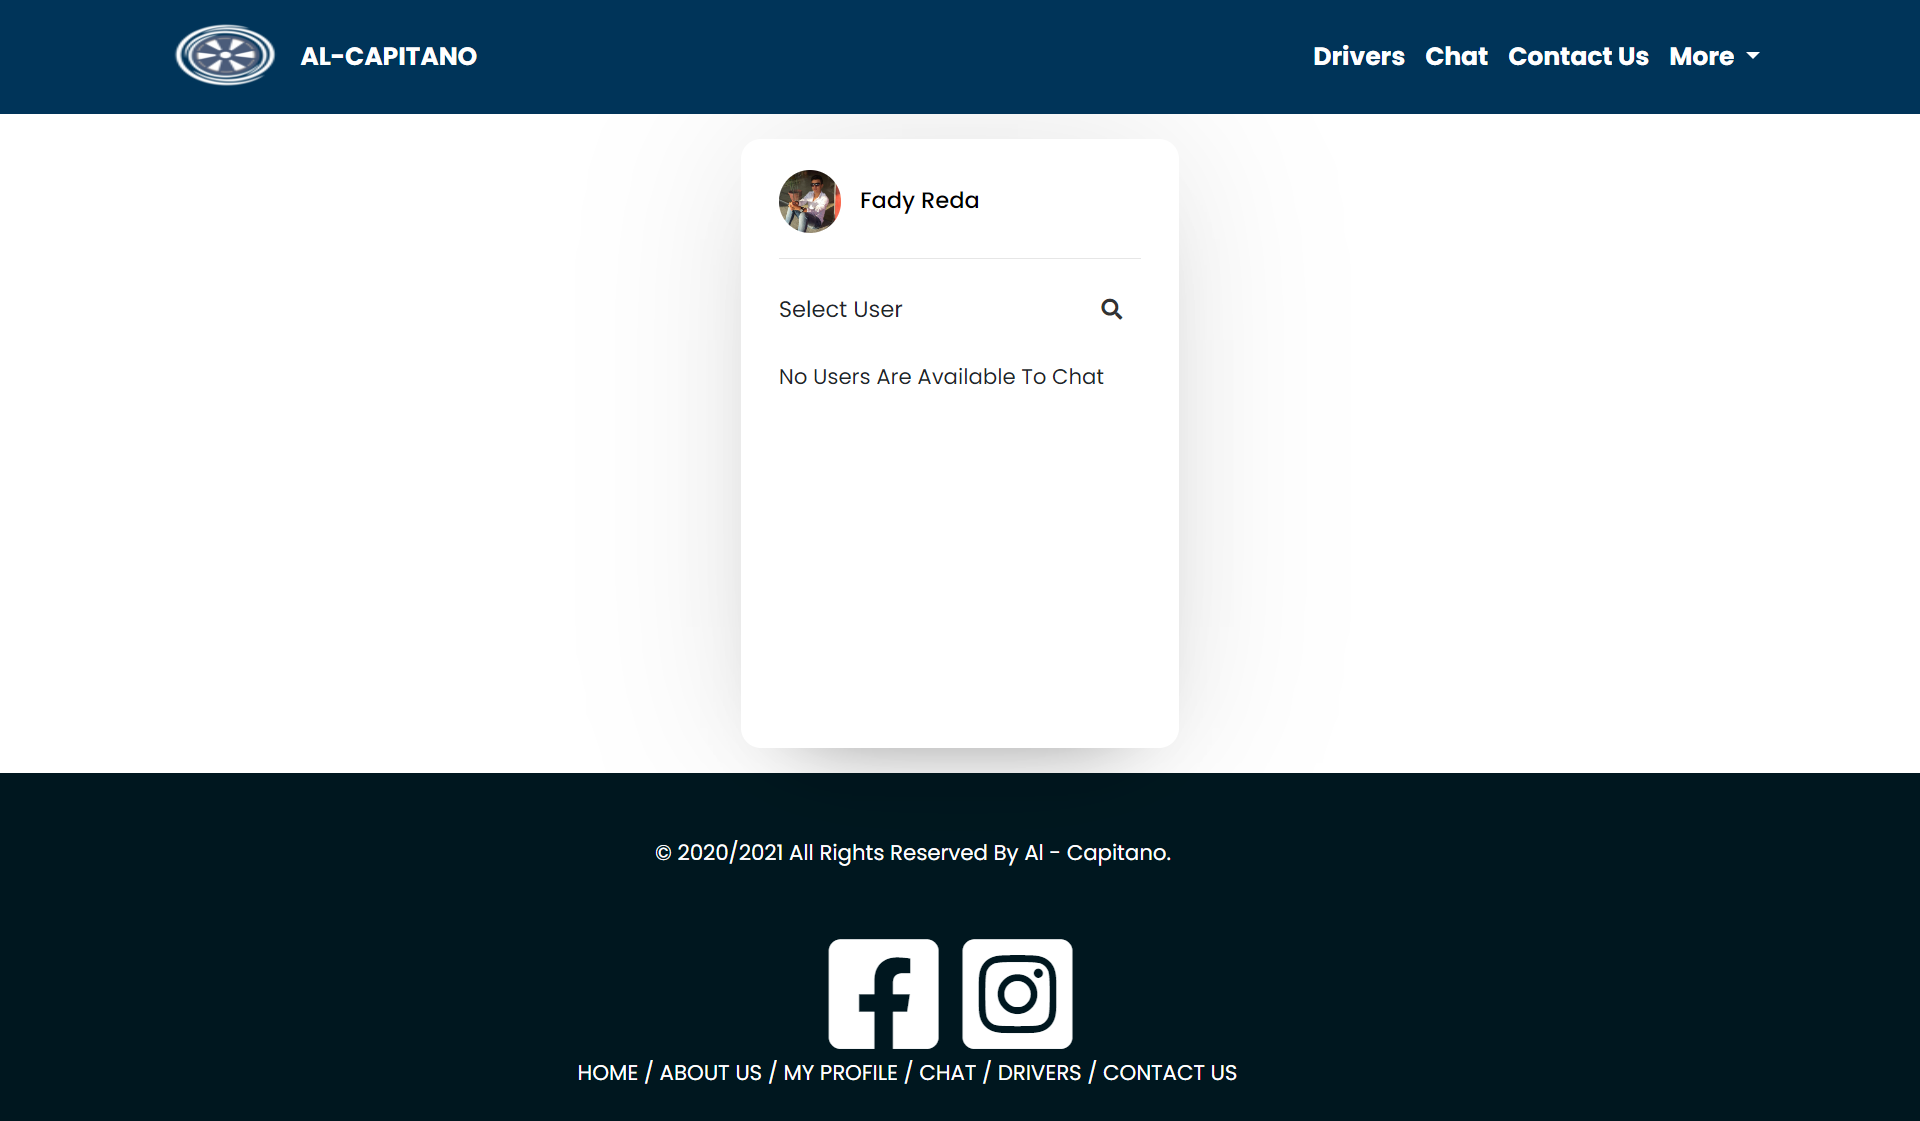 AL-CAPITANO
Drivers Chat Contact Us More
Fady Reda
Select User
No Users Are Available To Chat
© 2020/2021 All Rights Reserved By Al - Capitano.
HOME / ABOUT US / MY PROFILE / CHAT / DRIVERS / CONTACT US